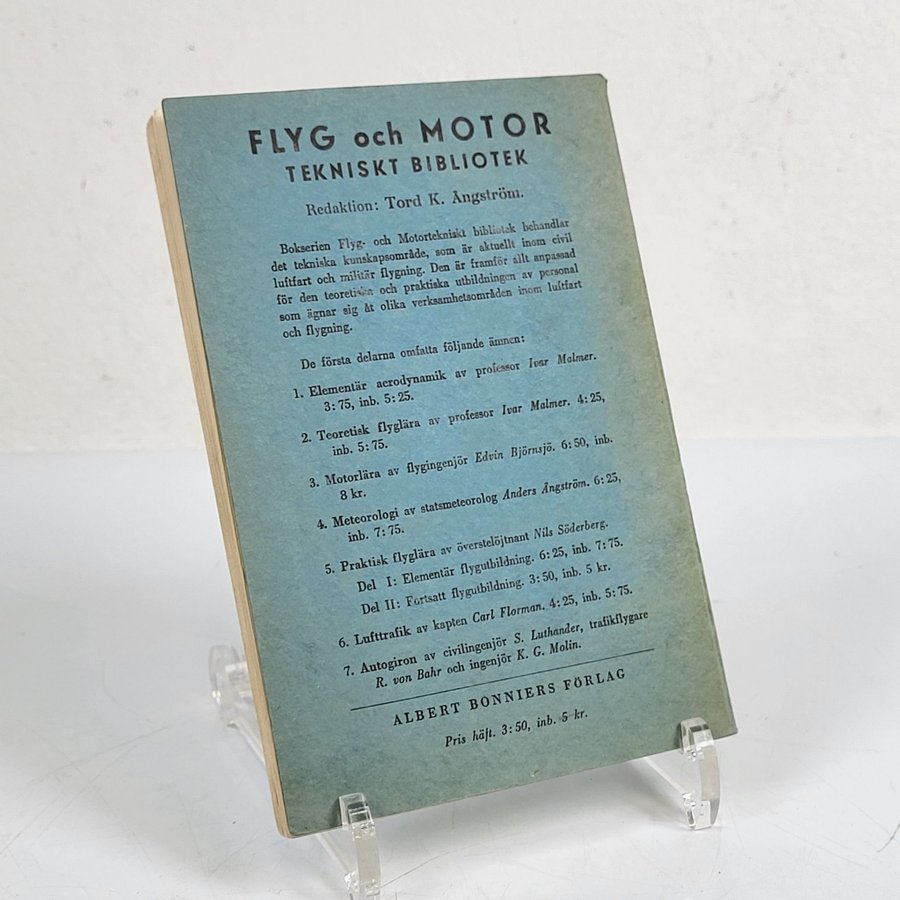 FLYG och MOTOR
TEKNISKT BIBLIOTEK
Redaktion: Tord K. Ångström.
Bokserien Flyg- och Motortekniskt bibliotek behandlar
det tekniska kunskapsområde, som är aktuellt inom civil
luftfart och militär flygning. Den är framför allt anpassad
för den teoretiska och praktiska utbildningen av personal
som ägnar sig åt olika verksamhetsområden inom luftfart
och flygning.
De första delarna omfatta följande ämnen:
1. Elementär aerodynamik av professor Ivar Malmer.
3: 75, inb. 5: 25.
2. Teoretisk flyglära av professor Ivar Malmer. 4: 25,
inb. 5: 75.
3. Motorlära av flygingenjör Edvin Björnsjö. 6: 50, inb.
8 kr.
4. Meteorologi av statsmeteorolog Anders Ångström. 6: 25,
inb. 7: 75.
5. Praktisk flyglära av överstelöjtnant Nils Söderberg.
Del I: Elementär flygutbildning. 6: 25, inb. 7: 75.
Del II: Fortsatt flygutbildning. 3: 50, inb. 5 kr.
6. Lufttrafik av kapten Carl Florman. 4: 25, inb. 5: 75.
7. Autogiron av civilingenjör S. Luthander, trafikflygare
R. von Bahr och ingenjör K. G. Molin.
ALBERT BONNIERS FÖRLAG
Pris häft. 3: 50, inb. 5 kr.